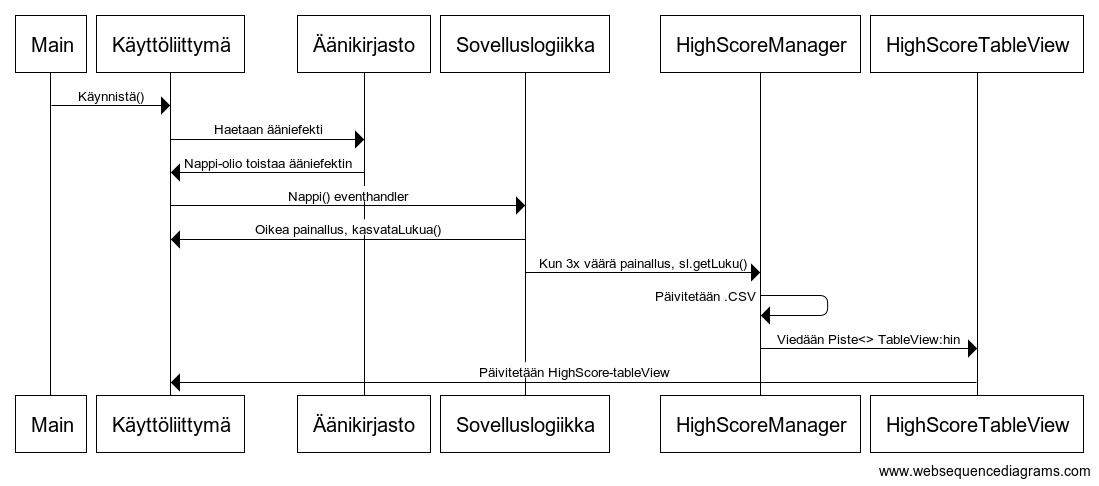 Main
Käyttöliittymä
Äänikirjasto
Sovelluslogiikka
HighScoreManager
HighScoreTableView
Käynnistä()
Haetaan ääniefekti
Nappi-olio toistaa ääniefektin
Nappi() eventhandler
Oikea painallus, kasvataLukua()
Kun 3x väärä painallus, sl.getLuku()
Päivitetään .CSV
Viedään Piste<> TableView:hin
Päivitetään HighScore-tableView
Main
Käyttöliittymä
Äänikirjasto
Sovelluslogiikka
HighScoreManager
HighScoreTableView
www.websequencediagrams.com